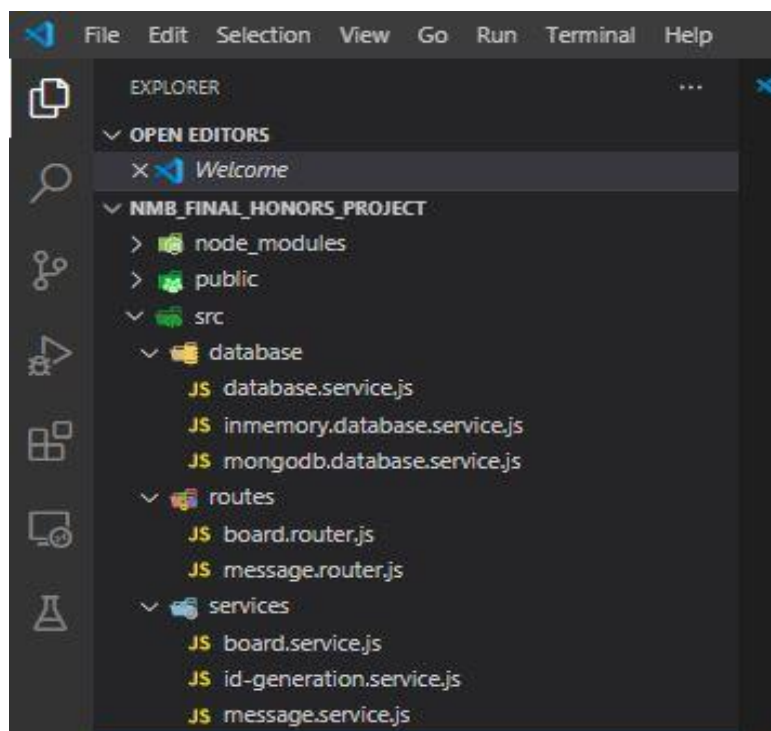 File Edit Selection View Go Run Terminal Help
EXPLORER
OPEN EDITORS
Welcome
NMB_FINAL_HONORS_PROJECT
node_modules
public
src
database
JS database.service.js
JS inmemory.database.service.js
JS mongodb.database.service.js
routes
JS board.router.js
JS message.router.js
services
JS board.service.js
JS id-generation.service.js
JS message.service.js